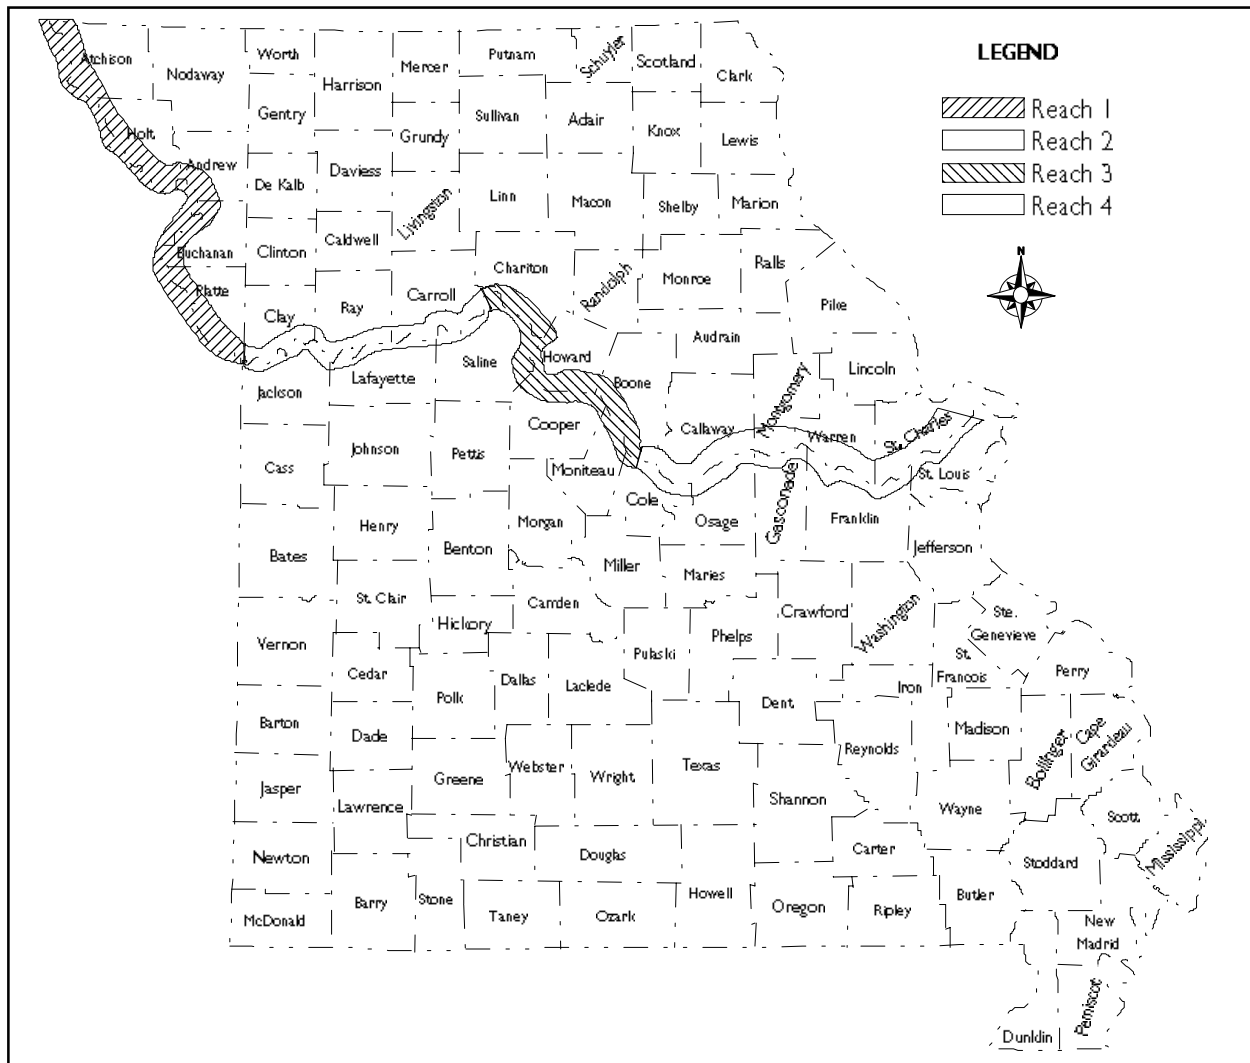 LEGEND
Reach 1
Reach 2
Reach 3
Reach 4
N
Atchison
Nodaway
Worth
Harrison
Mercer
Putnam
Schuyler
Scotland
Clark
Holt
Gentry
Grundy
Sullivan
Adair
Knox
Lewis
Andrew
De Kalb
Daviess
Livingston
Linn
Macon
Shelby
Marion
Buchanan
Clinton
Caldwell
Chariton
Randolph
Monroe
Ralls
Platte
Clay
Ray
Carroll
Pike
Audrain
Saline
Howard
Boone
Jackson
Lafayette
Montgomery
Lincoln
Cooper
Callaway
Warren
St. Charles
Cass
Johnson
Pettis
Moniteau
St. Louis
Cole
Osage
Gasconade
Franklin
Henry
Morgan
Bates
Benton
Miller
Maries
Jefferson
St. Clair
Camden
Crawford
Washington
Ste.
Genevieve
Vernon
Hickory
Pulaski
Phelps
St.
Francois
Perry
Cedar
Polk
Dallas
Laclede
Dent
Iron
Barton
Dade
Madison
Bollinger
Cape
Girardeau
Reynolds
Jasper
Greene
Webster
Wright
Texas
Shannon
Lawrence
Wayne
Scott
Mississippi
Christian
Newton
Douglas
Carter
Stoddard
McDonald
Barry
Stone
Taney
Ozark
Howell
Oregon
Ripley
Butler
New
Madrid
Pemiscot
Dunklin